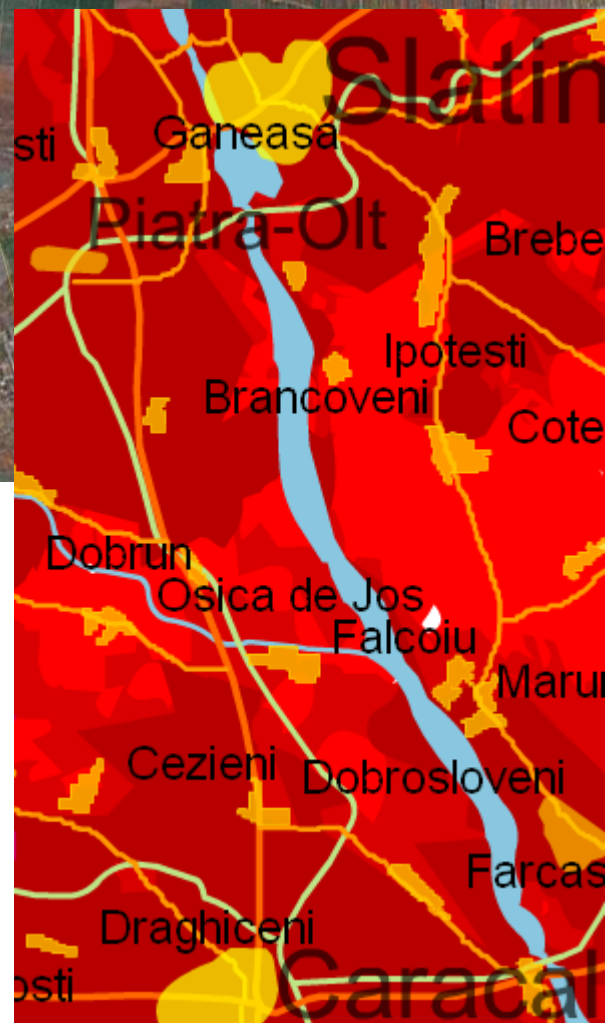 Slatin
Ganeasa
sti
Piatra-Olt
Brebe
Ipotesti
Brancoveni
Cote
Dobrun
Osica de Jos
Falcoiu
Marun
Cezieni
Dobrosloveni
Farcas
Draghiceni
osti
Caracal